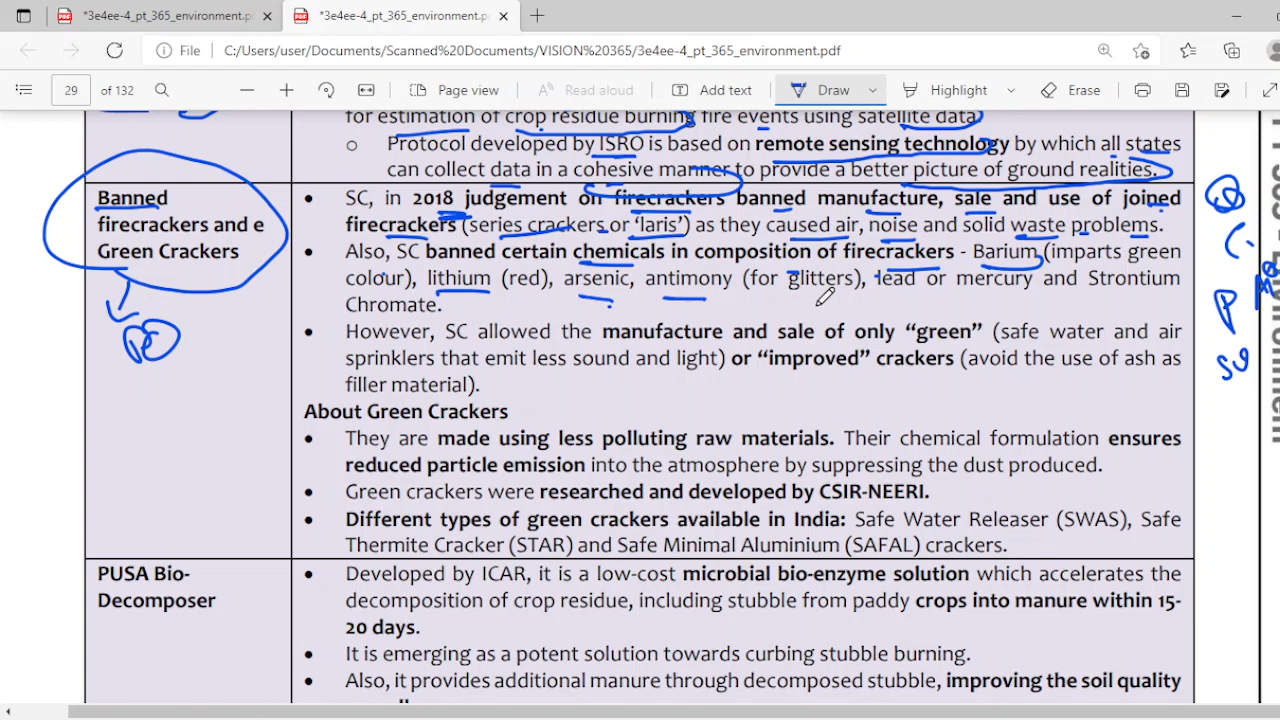 *3e4ee-4_pt_365_environment.p
*3e4ee-4_pt_365_environment.p
File C:/Users/user/Documents/Scanned%20Documents/VISION%20365/3e4ee-4_pt_365_environment.pdf
29 of 132 Page view Read aloud Add text Draw Highlight Erase
for estimation of crop residue burning fire events using satellite data
o Protocol developed by ISRO is based on remote sensing technology by which all states
can collect data in a cohesive manner to provide a better picture of ground realities.
Banned
firecrackers and e
Green Crackers
• SC, in 2018 judgement on firecrackers banned manufacture, sale and use of joined
firecrackers (series crackers or ‘laris’) as they caused air, noise and solid waste problems.
• Also, SC banned certain chemicals in composition of firecrackers - Barium (imparts green
colour), lithium (red), arsenic, antimony (for glitters), lead or mercury and Strontium
Chromate.
• However, SC allowed the manufacture and sale of only “green” (safe water and air
sprinklers that emit less sound and light) or “improved” crackers (avoid the use of ash as
filler material).
About Green Crackers
• They are made using less polluting raw materials. Their chemical formulation ensures
reduced particle emission into the atmosphere by suppressing the dust produced.
• Green crackers were researched and developed by CSIR-NEERI.
• Different types of green crackers available in India: Safe Water Releaser (SWAS), Safe
Thermite Cracker (STAR) and Safe Minimal Aluminium (SAFAL) crackers.
PUSA Bio-
Decomposer
• Developed by ICAR, it is a low-cost microbial bio-enzyme solution which accelerates the
decomposition of crop residue, including stubble from paddy crops into manure within 15-
20 days.
• It is emerging as a potent solution towards curbing stubble burning.
• Also, it provides additional manure through decomposed stubble, improving the soil quality